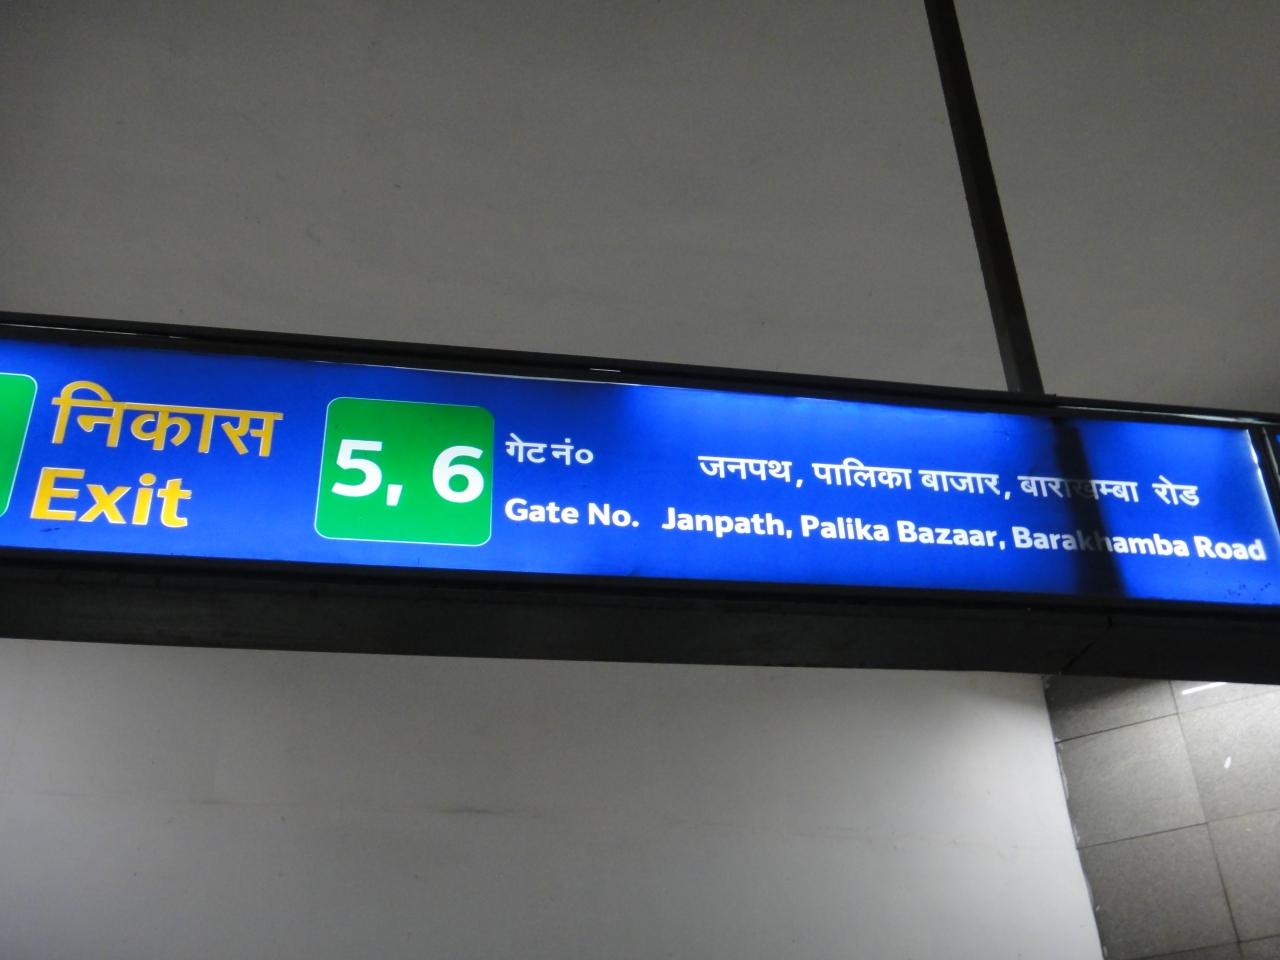 निकास
Exit
5, 6
गेट नं०
Gate No.
जनपथ, पालिका बाजार, बाराखम्बा रोड
Janpath, Palika Bazaar, Barakhamba Road